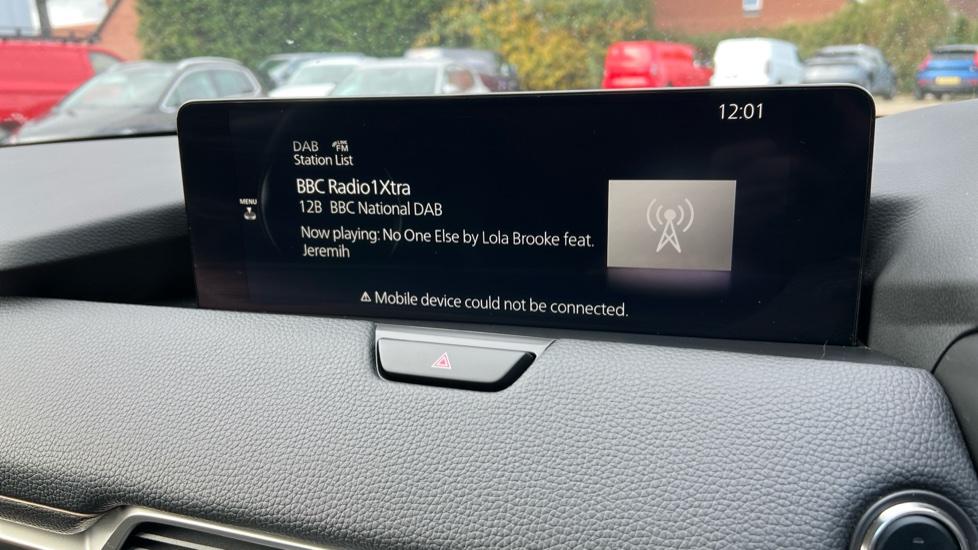 12:01
DAB FM
Station List
BBC Radio1Xtra
MENU
12B BBC National DAB
Now playing: No One Else by Lola Brooke feat.
Jeremih
Mobile device could not be connected.